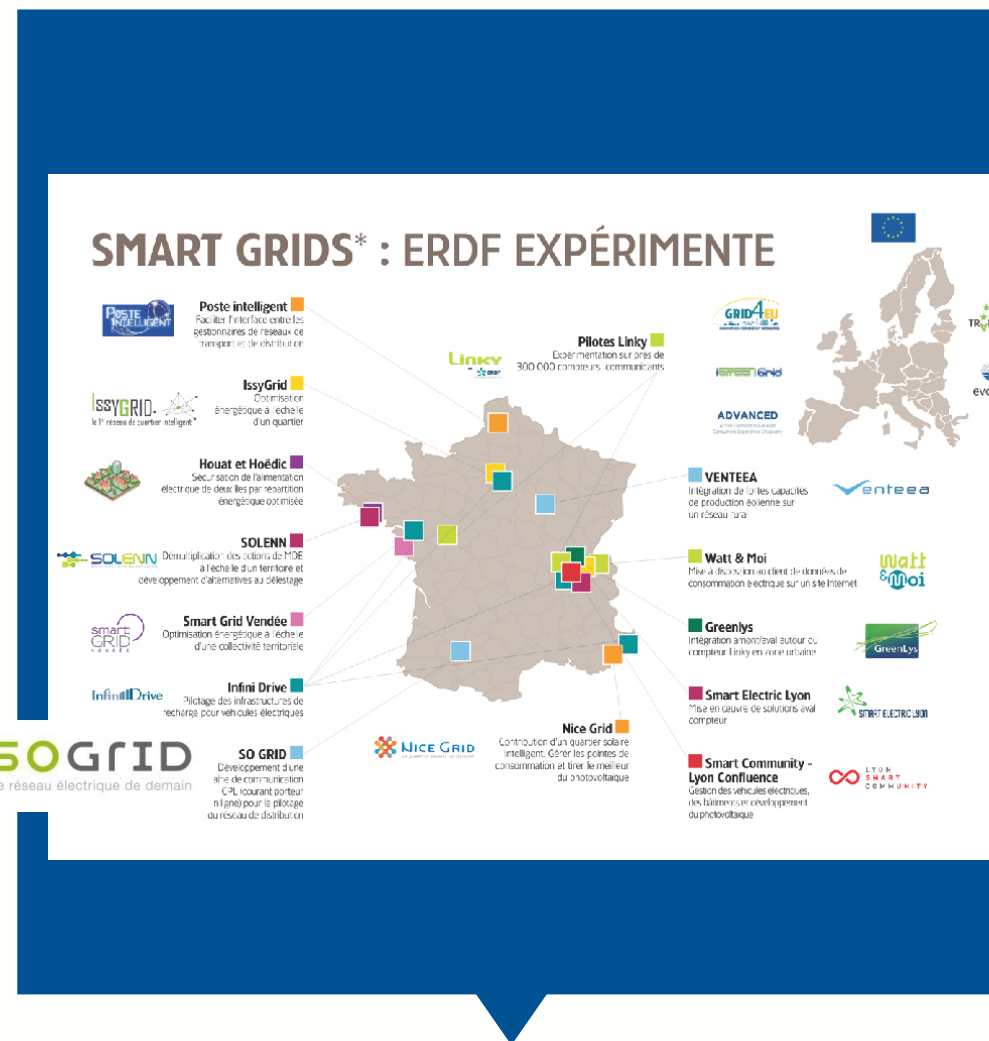 SMART GRIDS* : ERDF EXPÉRIMENTE
POSTE
INTELLIGENT
Poste intelligent
Faciliter l'interface entre les
gestionnaires de réseaux de
transport et de distribution
IssyGRID.
le 1er réseau de quartier intelligent
IssyGrid
Optimisation
énergétique à l'échelle
d'un quartier
Houat et Hoëdic
Sécurisation de l'alimentation
électrique de deux îles par répartition
énergétique optimisée
SOLENN
SOLENN
Démultiplication des actions de MDE
à l'échelle d'un territoire et
développement d'alternatives au délestage
smart
GRID
VENDÉE
Smart Grid Vendée
Optimisation énergétique à l'échelle
d'une collectivité territoriale
Infini Drive
Infini Drive
Pilotage des infrastructures de
recharge pour véhicules électriques
SOGrID
e réseau électrique de demain
SO GRID
Développement d'une
de communication
CPL (courant porteur
n ligne) pour le pilotage
du réseau de distribution
Linky
Pilotes Linky
Expérimentation sur près de
300 000 compteurs communicants
NICE GRID
Nice Grid
Contribution d'un quartier solaire
intelligent. Gérer les pointes de
consommation et tirer le meilleur
du photovoltaïque
GRID4EU
iGREENGrid
ADVANCED
TR
evo
VENTEEA
Intégration de fortes capacités
de production éolienne sur
un réseau rural
venteea
Watt & Moi
Mise à disposition au client de données de
consommation électrique sur un site Internet
watt
&moi
Greenlys
Intégration amont/aval autour du
compteur Linky en zone urbaine
GreenLys
Smart Electric Lyon
Mise en œuvre de solutions aval
compteur
SMART ELECTRIC LYON
Smart Community -
Lyon Confluence
Gestion des véhicules électriques,
des bâtiments et développement
du photovoltaïque
LYON
SMART
COMMUNITY